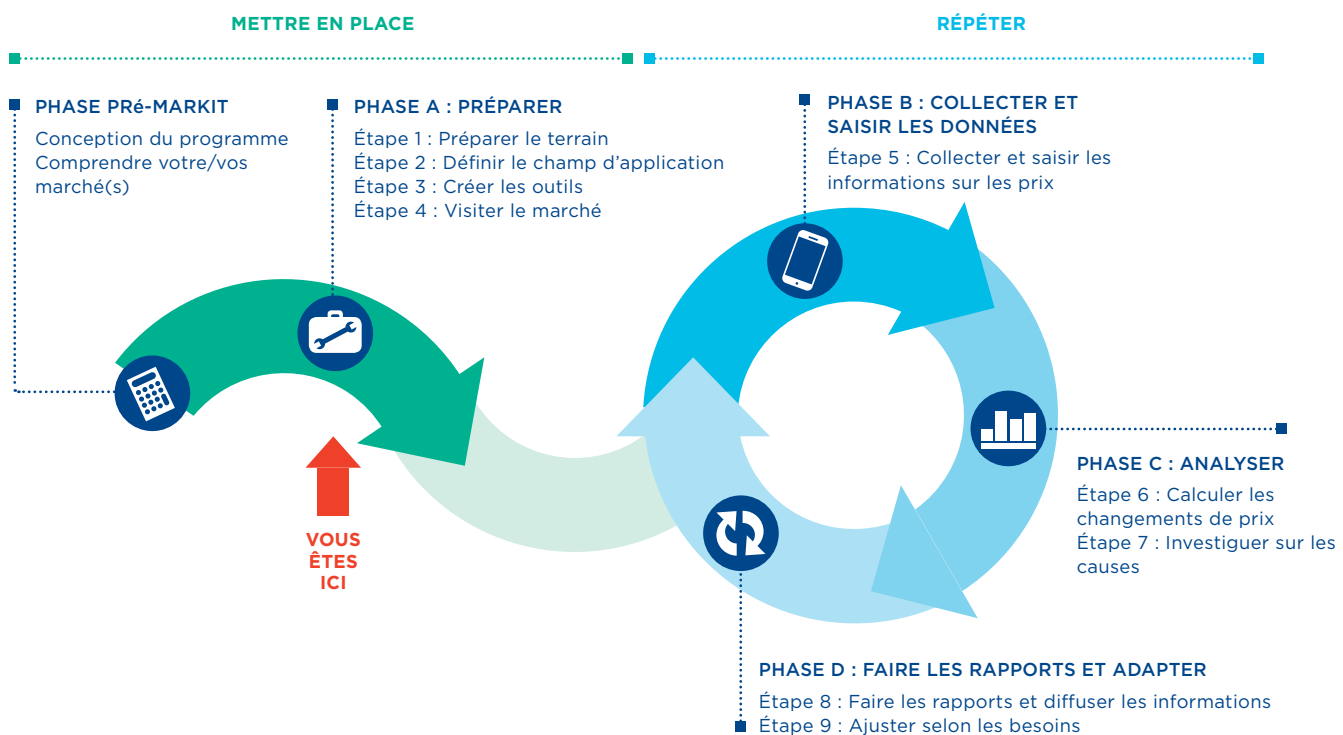 METTRE EN PLACE
RÉPÉTER
PHASE PRé-MARKIT
Conception du programme
Comprendre votre/vos
marché(s)
PHASE A : PRÉPARER
Étape 1 : Préparer le terrain
Étape 2 : Définir le champ d’application
Étape 3 : Créer les outils
Étape 4 : Visiter le marché
PHASE B : COLLECTER ET
SAISIR LES DONNÉES
Étape 5 : Collecter et saisir les
informations sur les prix
VOUS
ÊTES
ICI
PHASE C : ANALYSER
Étape 6 : Calculer les
changements de prix
Étape 7 : Investiguer sur les
causes
PHASE D : FAIRE LES RAPPORTS ET ADAPTER
Étape 8 : Faire les rapports et diffuser les informations
Étape 9 : Ajuster selon les besoins